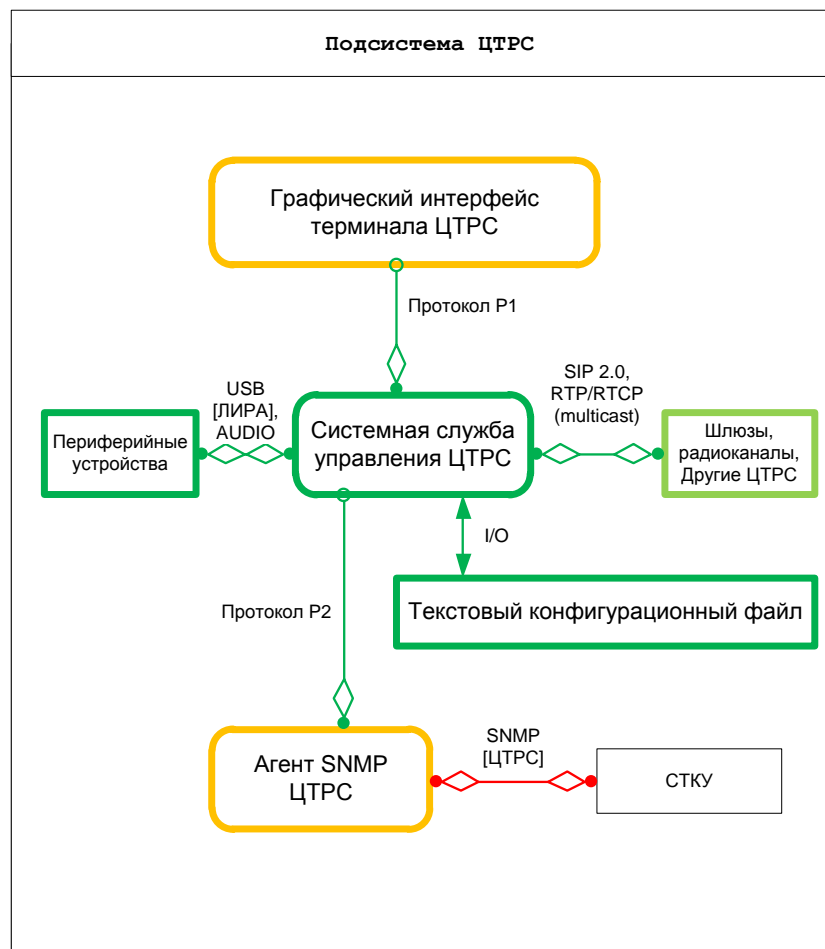 Подсистема ЦТРС
Графический интерфейс
терминала ЦТРС
Протокол P1
SIP 2.0,
RTP/RTCP
(multicast)
USB
[ЛИРА],
AUDIO
Периферийные
устройства
Системная служба
управления ЦТРС
Шлюзы,
радиоканалы,
Другие ЦТРС
I/O
Текстовый конфигурационный файл
Протокол P2
Агент SNMP
ЦТРС
SNMP
[ЦТРС]
СТКУ